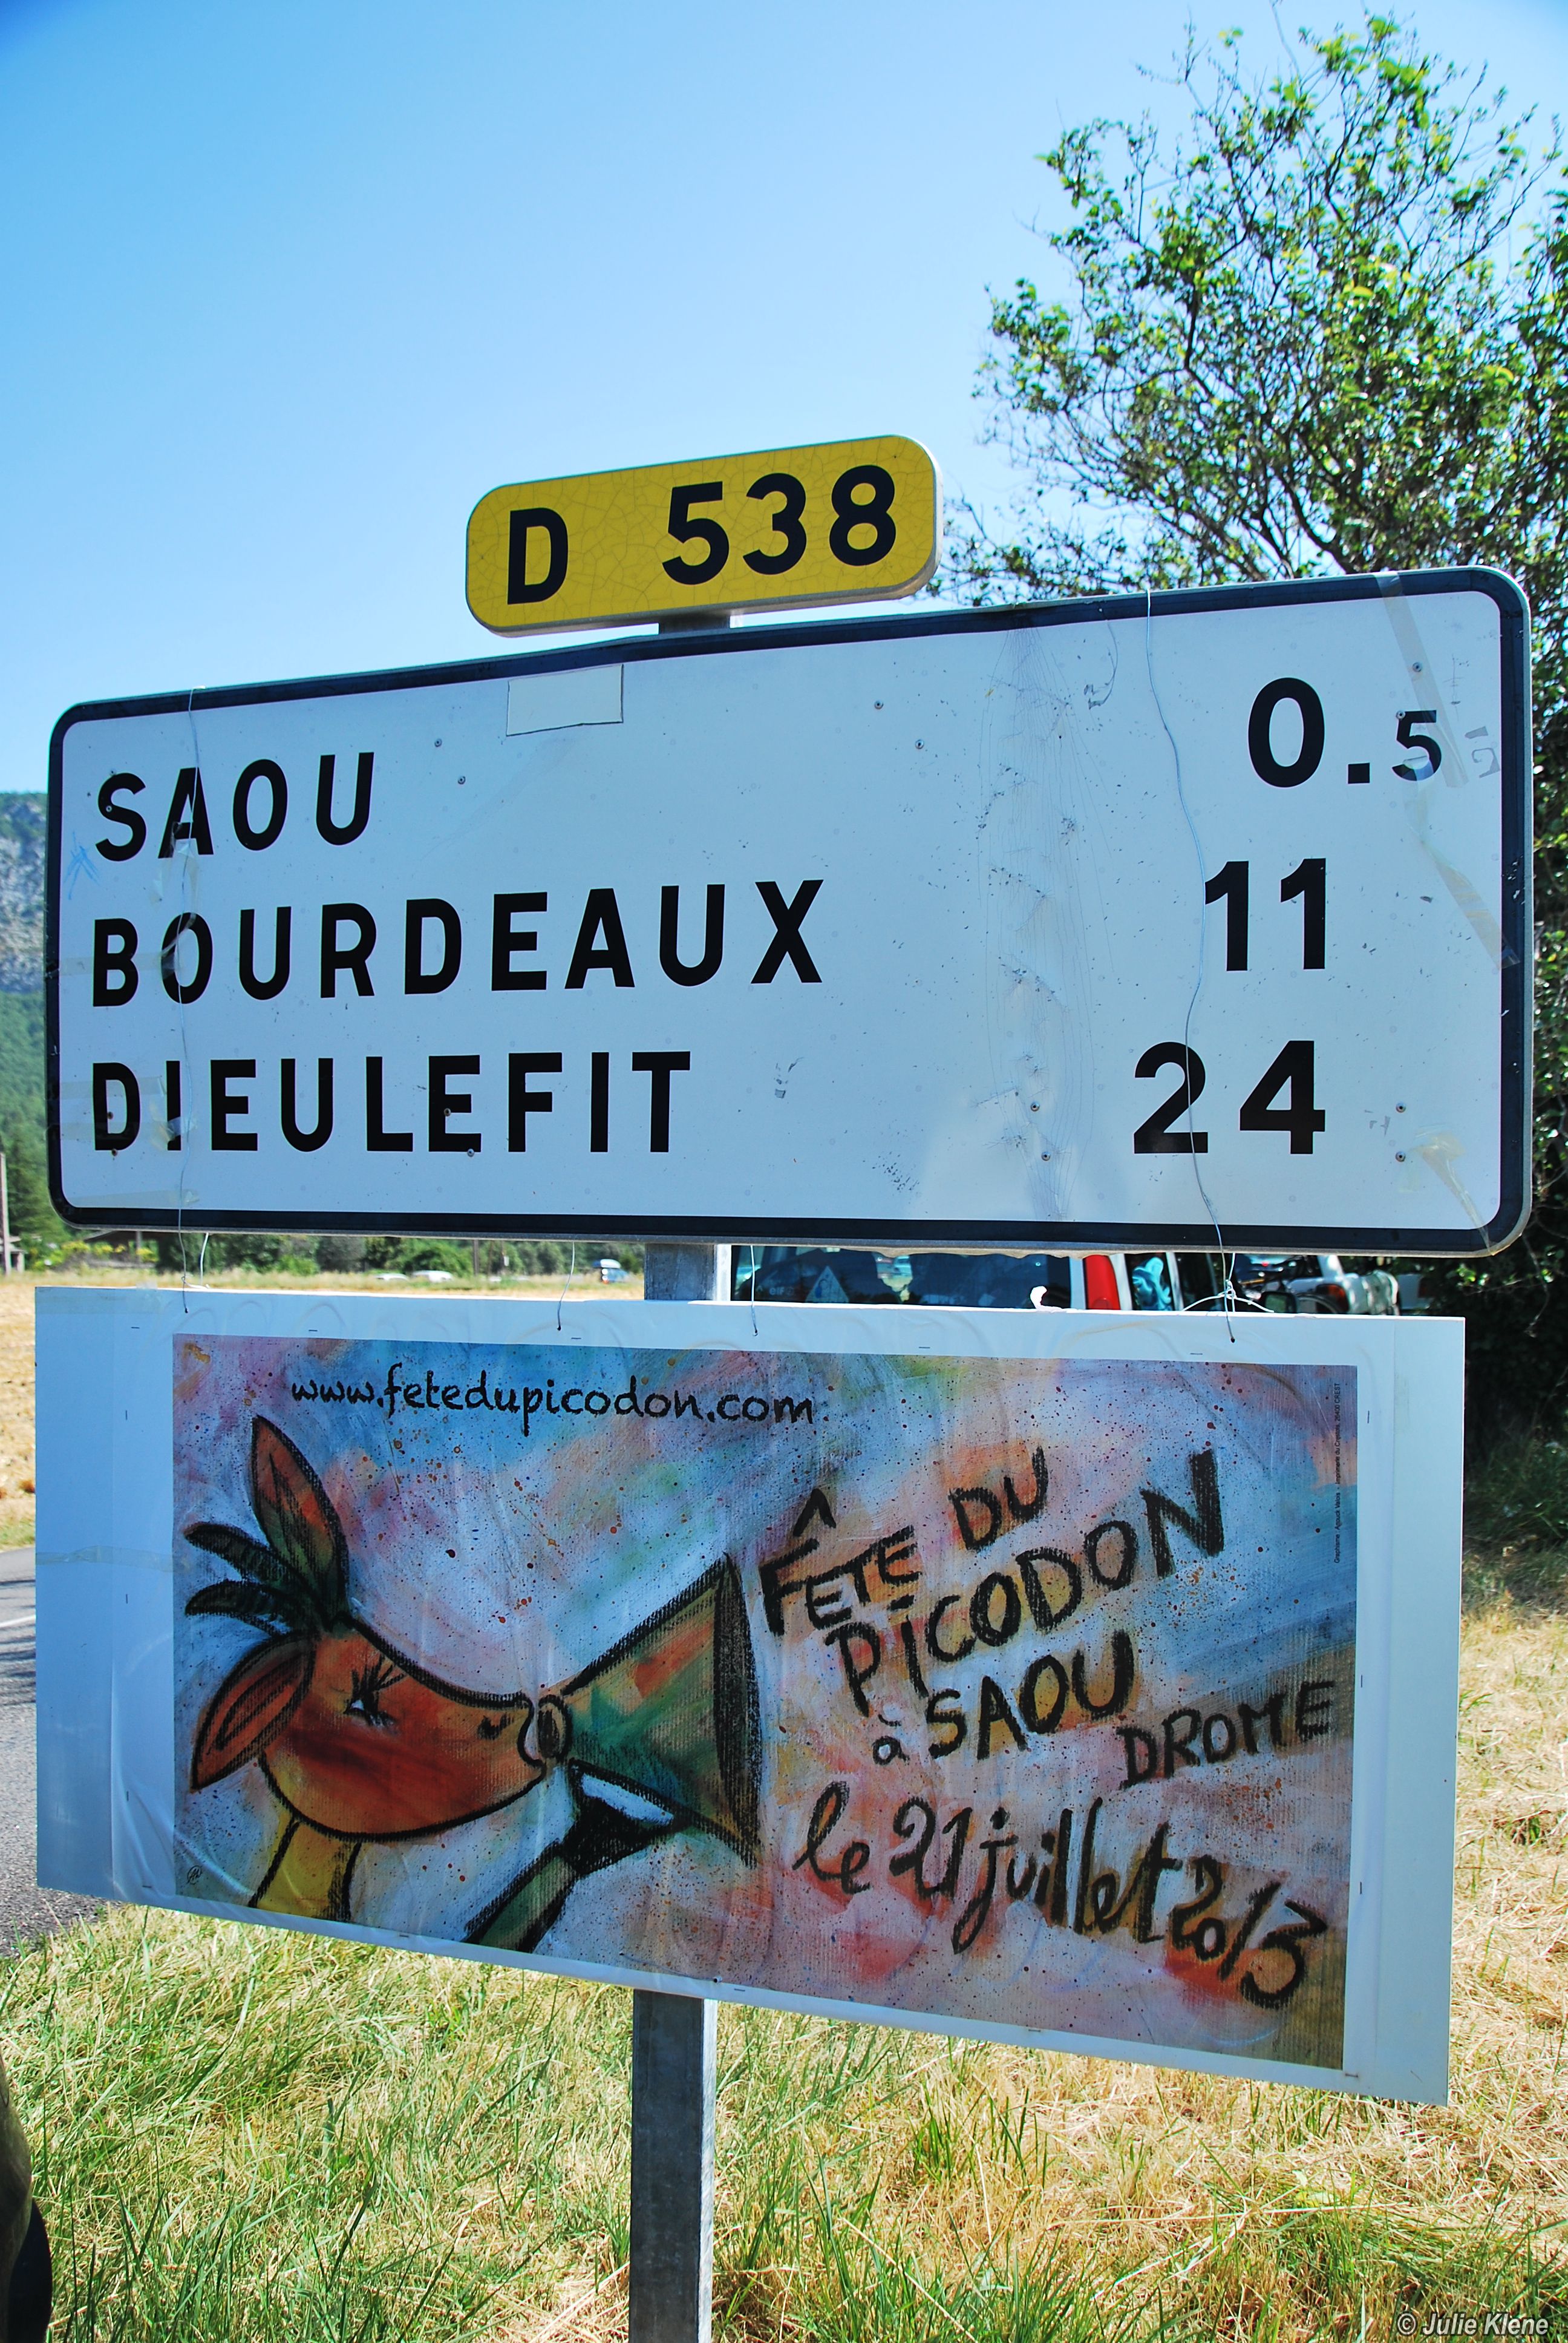 D 538
SAOU 0.5
BOURDEAUX 11
DIEULEFIT 24
www.fetedupicodon.com
FÊTE DU
PiCODON
à SAOU
DROME
le 21 juillet 2013
© Julie Klene